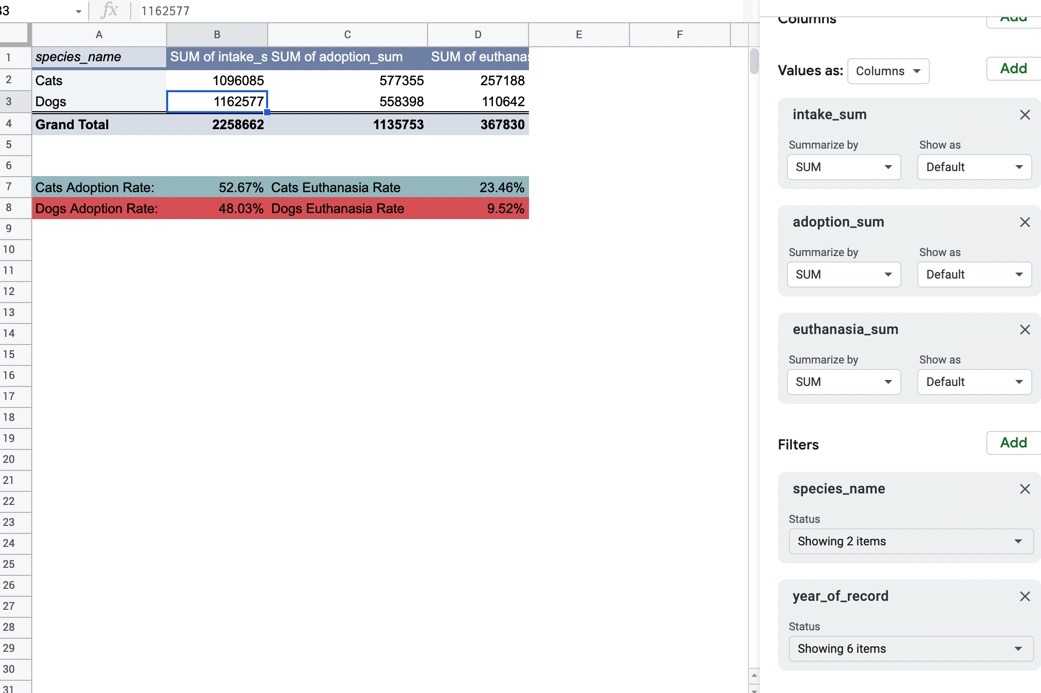 fx 1162577
A B C D E F
1 species_name SUM of intake_s SUM of adoption_sum SUM of euthanas
2 Cats 1096085 577355 257188
3 Dogs 1162577 558398 110642
4 Grand Total 2258662 1135753 367830
5
6
7 Cats Adoption Rate: 52.67% Cats Euthanasia Rate 23.46%
8 Dogs Adoption Rate: 48.03% Dogs Euthanasia Rate 9.52%
9
10
11
12
13
14
15
16
17
18
19
20
21
22
23
24
25
26
27
28
29
30
31
Columns Add
Values as: Columns Add
intake_sum
Summarize by Show as
SUM Default
adoption_sum
Summarize by Show as
SUM Default
euthanasia_sum
Summarize by Show as
SUM Default
Filters Add
species_name
Status
Showing 2 items
year_of_record
Status
Showing 6 items